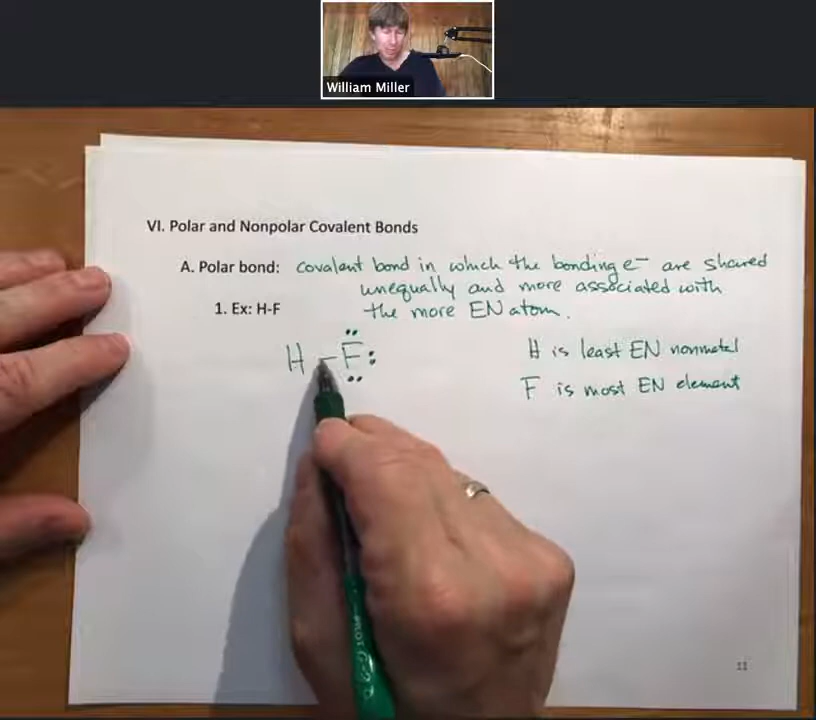 William Miller
VI. Polar and Nonpolar Covalent Bonds
A. Polar bond: covalent bond in which the bonding e⁻ are shared
unequally and more associated with
1. Ex: H-F the more EN atom.
H – F
H is least EN nonmetal
F is most EN element
11